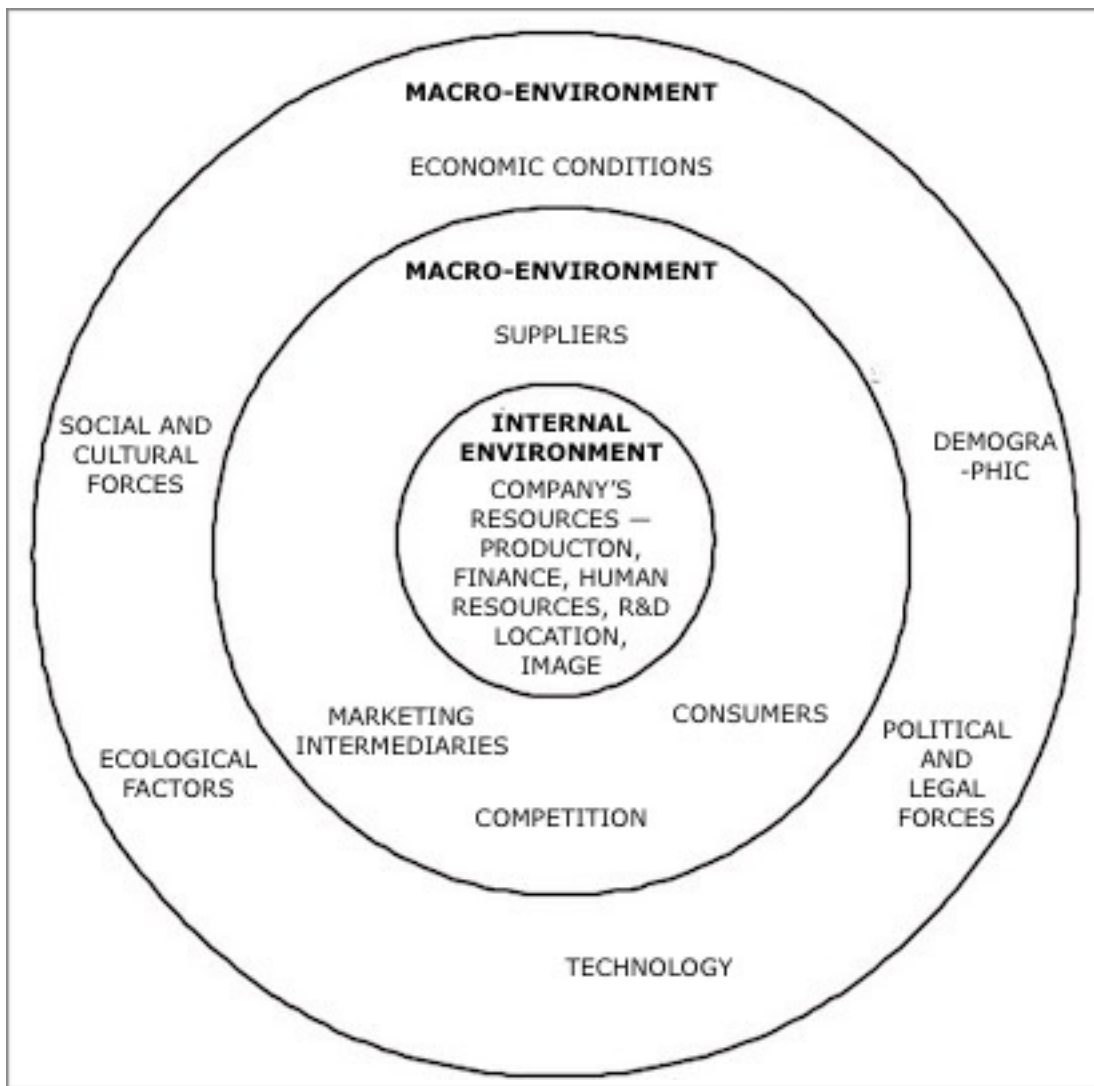 MACRO-ENVIRONMENT
ECONOMIC CONDITIONS
MACRO-ENVIRONMENT
SUPPLIERS
SOCIAL AND
CULTURAL
FORCES
INTERNAL
ENVIRONMENT
COMPANY'S
RESOURCES —
PRODUCTON,
FINANCE, HUMAN
RESOURCES, R&D
LOCATION,
IMAGE
DEMOGRA
-PHIC
MARKETING
INTERMEDIARIES
CONSUMERS
ECOLOGICAL
FACTORS
POLITICAL
AND
LEGAL
FORCES
COMPETITION
TECHNOLOGY